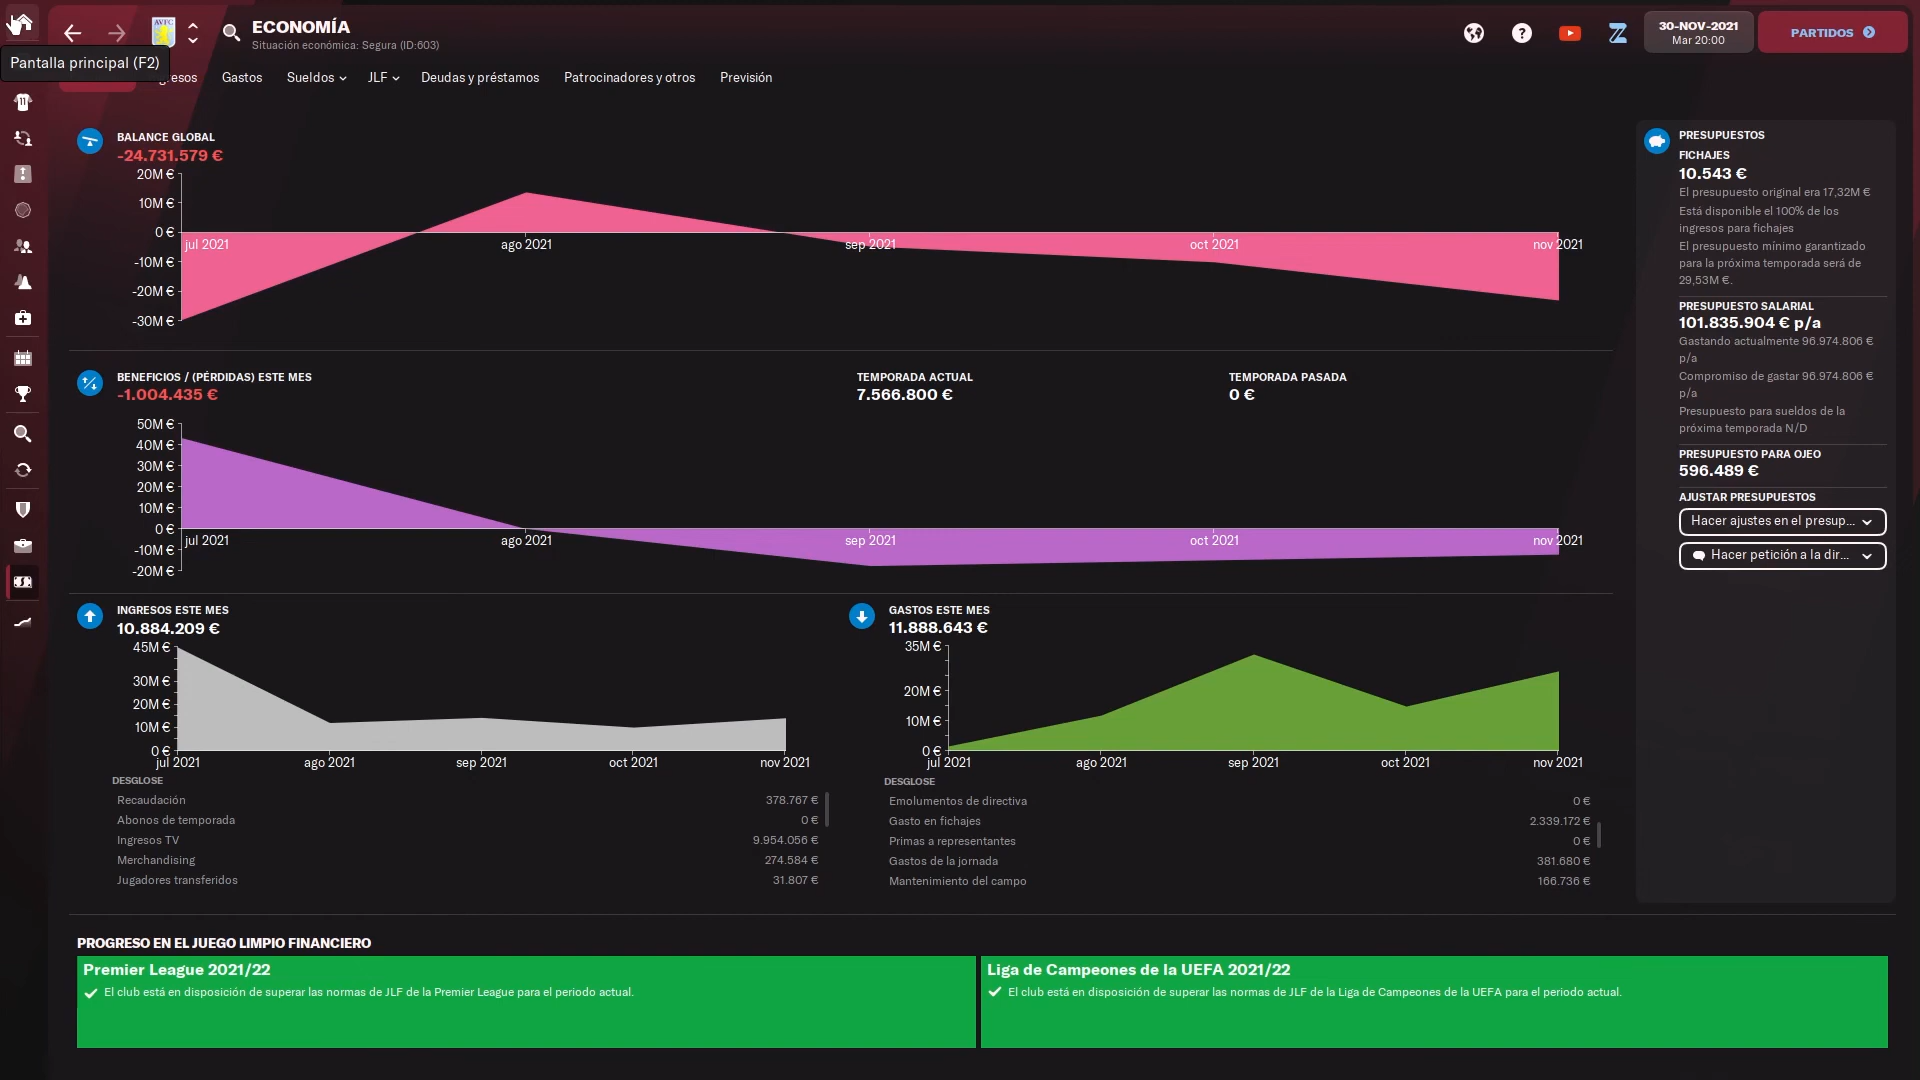 ECONOMÍA
Situación económica: Segura (ID:603)
30-NOV-2021
Mar 20:00
PARTIDOS
Pantalla principal (F2)
Gastos
Sueldos
JLF
Deudas y préstamos
Patrocinadores y otros
Previsión
BALANCE GLOBAL
-24.731.579 €
20M €
10M €
0 €
-10M €
-20M €
-30M €
jul 2021
ago 2021
sep 2021
oct 2021
nov 2021
BENEFICIOS / (PÉRDIDAS) ESTE MES
-1.004.435 €
TEMPORADA ACTUAL
7.566.800 €
TEMPORADA PASADA
0 €
50M €
40M €
30M €
20M €
10M €
0 €
-10M €
-20M €
jul 2021
ago 2021
sep 2021
oct 2021
nov 2021
INGRESOS ESTE MES
10.884.209 €
45M €
30M €
20M €
10M €
0 €
jul 2021
ago 2021
sep 2021
oct 2021
nov 2021
DESGLOSE
Recaudación 378.767 €
Abonos de temporada 0 €
Ingresos TV 9.954.056 €
Merchandising 274.584 €
Jugadores transferidos 31.807 €
GASTOS ESTE MES
11.888.643 €
35M €
20M €
10M €
0 €
jul 2021
ago 2021
sep 2021
oct 2021
nov 2021
DESGLOSE
Emolumentos de directiva 0 €
Gasto en fichajes 2.339.172 €
Primas a representantes 0 €
Gastos de la jornada 381.680 €
Mantenimiento del campo 166.736 €
PRESUPUESTOS
FICHAJES
10.543 €
El presupuesto original era 17,32M €
Está disponible el 100% de los
ingresos para fichajes
El presupuesto mínimo garantizado
para la próxima temporada será de
29,53M €.
PRESUPUESTO SALARIAL
101.835.904 € p/a
Gastando actualmente 96.974.806 €
p/a
Compromiso de gastar 96.974.806 €
p/a
Presupuesto para sueldos de la
próxima temporada N/D
PRESUPUESTO PARA OJEO
596.489 €
AJUSTAR PRESUPUESTOS
Hacer ajustes en el presup...
Hacer petición a la dir...
PROGRESO EN EL JUEGO LIMPIO FINANCIERO
Premier League 2021/22
El club está en disposición de superar las normas de JLF de la Premier League para el periodo actual.
Liga de Campeones de la UEFA 2021/22
El club está en disposición de superar las normas de JLF de la Liga de Campeones de la UEFA para el periodo actual.